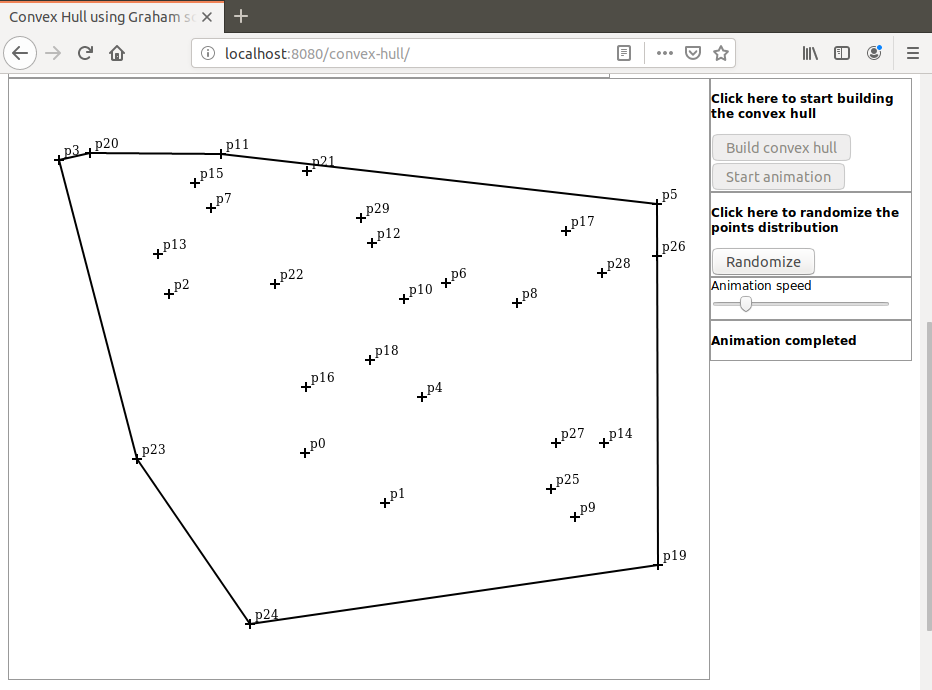 Convex Hull using Graham s
localhost:8080/convex-hull/
Click here to start building
the convex hull
Build convex hull
Start animation
Click here to randomize the
points distribution
Randomize
Animation speed
Animation completed
p3
p20
p11
p21
p15
p7
p5
p29
p17
p12
p13
p26
p28
p22
p6
p2
p10
p8
p18
p16
p4
p27
p14
p0
p23
p25
p1
p9
p19
p24